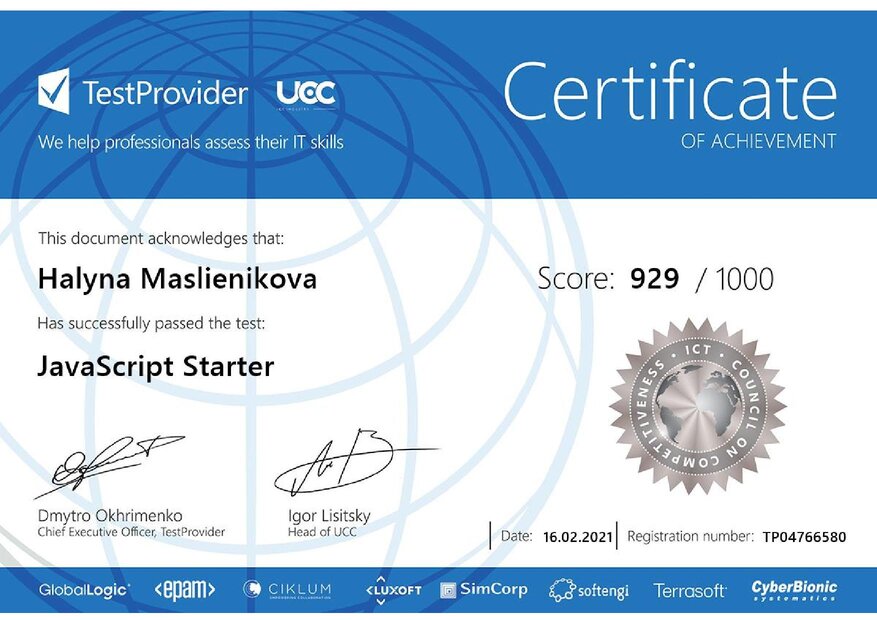 TestProvider
UCC
We help professionals assess their IT skills
Certificate
OF ACHIEVEMENT
This document acknowledges that:
Halyna Maslienikova
Has successfully passed the test:
JavaScript Starter
Score: 929 / 1000
ICT · COUNCIL ON COMPETITIVENESS ·
Dmytro Okhrimenko
Chief Executive Officer, TestProvider
Igor Lisitsky
Head of UCC
Date: 16.02.2021
Registration number: TP04766580
GlobalLogic
<epam>
CIKLUM
LUXOFT
SimCorp
softengi
Terrasoft
CyberBionic
systematics